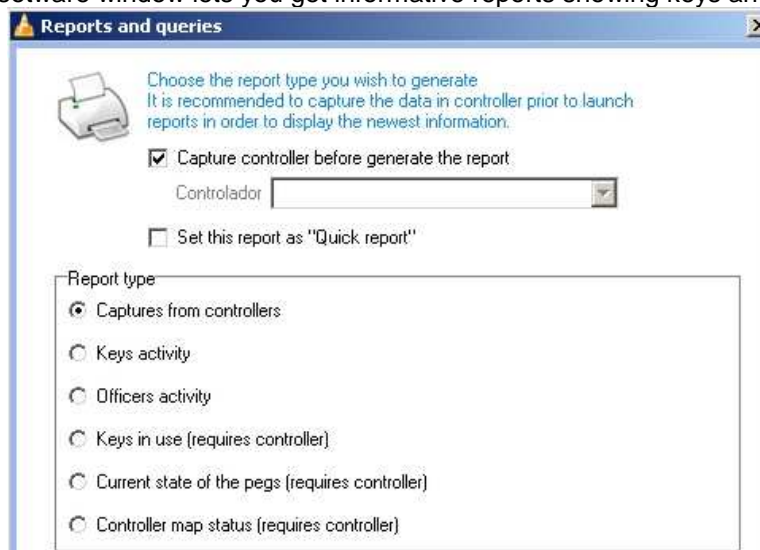 software window lets you get informative reports showing keys an
Reports and queries
Choose the report type you wish to generate
It is recommended to capture the data in controller prior to launch
reports in order to display the newest information.
Capture controller before generate the report
Controlador
Set this report as "Quick report"
Report type
Captures from controllers
Keys activity
Officers activity
Keys in use (requires controller)
Current state of the pegs (requires controller)
Controller map status (requires controller)